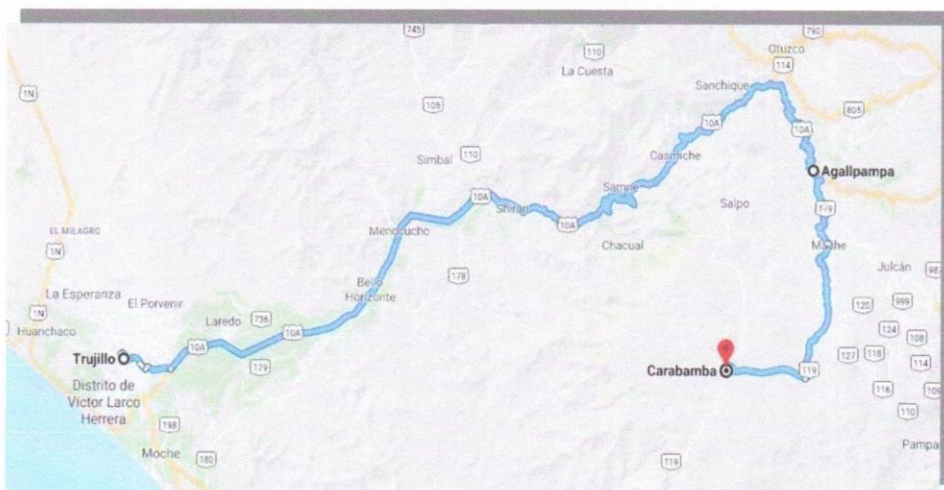 745
790
Otuzco
110
La Cuesta
114
Sanchique
1N
105
805
10A
10A
Simbal
110
Casmiche
Agallpampa
10A
Samne
Salpo
Shiran
10A
Menocucho
Mache
EL MILAGRO
Chacual
1N
Julcán
178
Bello
Horizonte
La Esperanza
El Porvenir
120
999
1N
Laredo
736
Huanchaco
10A
124
108
10A
Trujillo
179
Carabamba
119
127
118
114
Distrito de
Víctor Larco
Herrera
116
110
198
Moche
180
119
Pampa